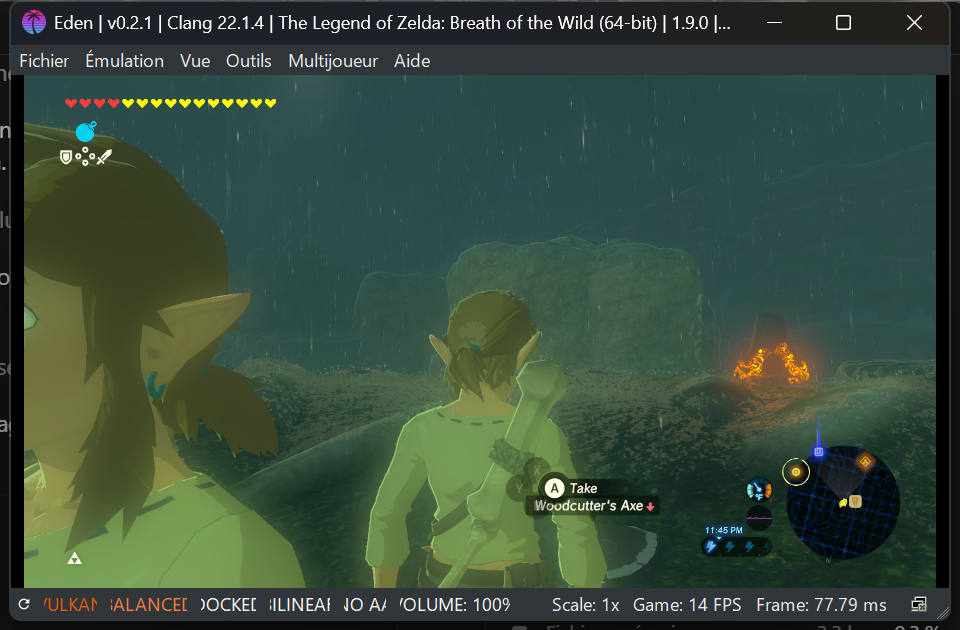 Eden | v0.2.1 | Clang 22.1.4 | The Legend of Zelda: Breath of the Wild (64-bit) | 1.9.0 |...
Fichier Émulation Vue Outils Multijoueur Aide
X
Y
A Take
Woodcutter's Axe
°F
11:45 PM
N
VULKAN BALANCED DOCKED BILINEAR NO AA VOLUME: 100% Scale: 1x Game: 14 FPS Frame: 77.79 ms